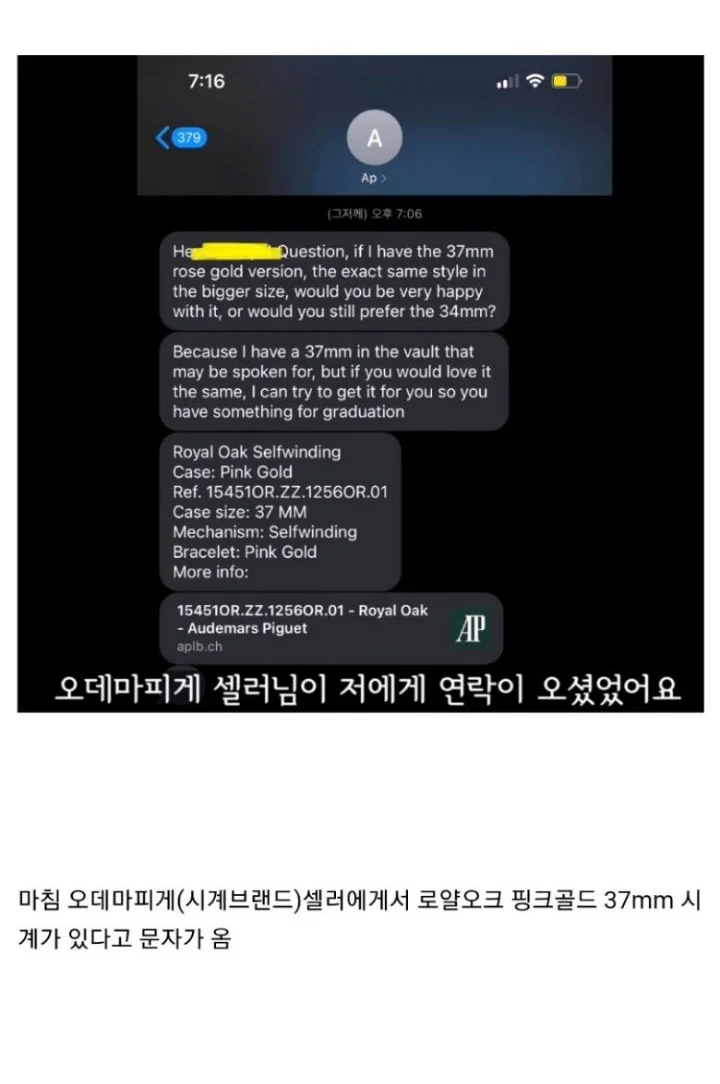 7:16
379
A
Ap
(그저께) 오후 7:06
Question, if I have the 37mm
rose gold version, the exact same style in
the bigger size, would you be very happy
with it, or would you still prefer the 34mm?
Because I have a 37mm in the vault that
may be spoken for, but if you would love it
the same, I can try to get it for you so you
have something for graduation
Royal Oak Selfwinding
Case: Pink Gold
Ref. 15451OR.ZZ.1256OR.01
Case size: 37 MM
Mechanism: Selfwinding
Bracelet: Pink Gold
More info:
15451OR.ZZ.1256OR.01 - Royal Oak
- Audemars Piguet
aplb.ch
AP
오데마피게 셀러님이 저에게 연락이 오셨었어요
마침 오데마피게(시계브랜드)셀러에게서 로얄오크 핑크골드 37mm 시
계가 있다고 문자가 옴